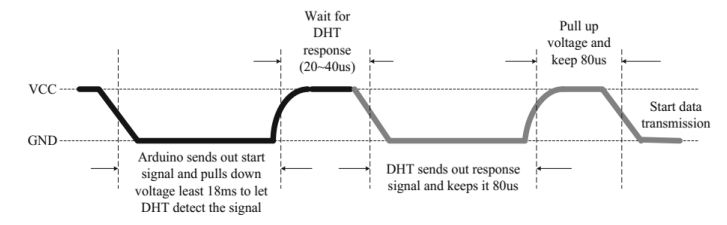 Wait for
DHT
response
(20~40us)
Pull up
voltage and
keep 80us
VCC
GND
Start data
transmission
Arduino sends out start
signal and pulls down
voltage least 18ms to let
DHT detect the signal
DHT sends out response
signal and keeps it 80us